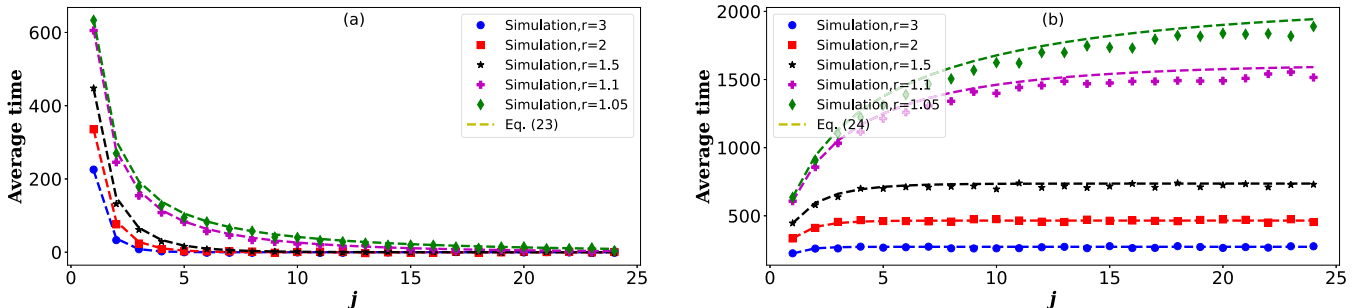 (a)
Average time
600
400
200
0
Simulation,r=3
Simulation,r=2
Simulation,r=1.5
Simulation,r=1.1
Simulation,r=1.05
Eq. (23)
0 5 10 15 20 25
j
(b)
Average time
2000
1500
1000
500
Simulation,r=3
Simulation,r=2
Simulation,r=1.5
Simulation,r=1.1
Simulation,r=1.05
Eq. (24)
0 5 10 15 20 25
j